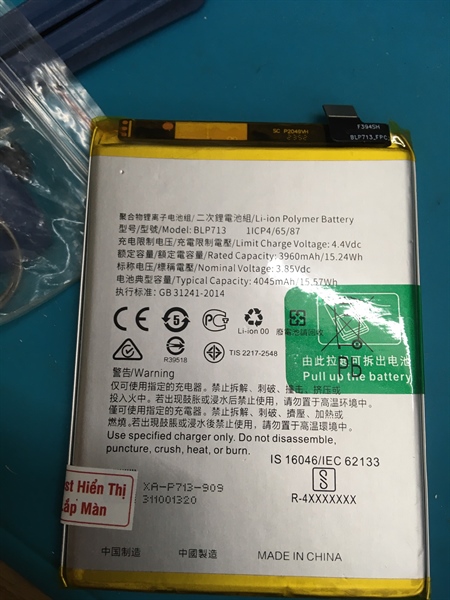 SC P2048VH
F3945H
BLP713_FPC
聚合物锂离子电池组/二次鋰電池組/Li-ion Polymer Battery
型号/型號/Model: BLP713 1ICP4/65/87
充电限制电压/充電限制電壓/Limit Charge Voltage: 4.4Vdc
额定容量/額定容量/Rated Capacity: 3960mAh/15.24Wh
标称电压/標稱電壓/Nominal Voltage: 3.85Vdc
电池典型容量/Typical Capacity: 4045mAh/15.57Wh
执行标准: GB 31241-2014
CE
5
Li-ion 00
廢電池請回收
R39518
TIS 2217-2548
由此拉起可拆出电池
Pull up the battery
Pb
警告/Warning:
仅可使用指定的充电器。禁止拆解、刺破、撞击、挤压或
投入火中。若出现鼓胀或浸水后禁止使用，请勿置于高温环境中。
僅可使用指定的充電器。禁止拆解、刺破、擠壓、加熱或
燃燒。若出現鼓脹或浸水後禁止使用，請勿置于高溫環境中。
Use specified charger only. Do not disassemble,
puncture, crush, heat, or burn.
IS 16046/IEC 62133
R-4XXXXXXX
st Hiển Thị
ắp Màn
XA-P713-909
311001320
中国制造 中國製造 MADE IN CHINA